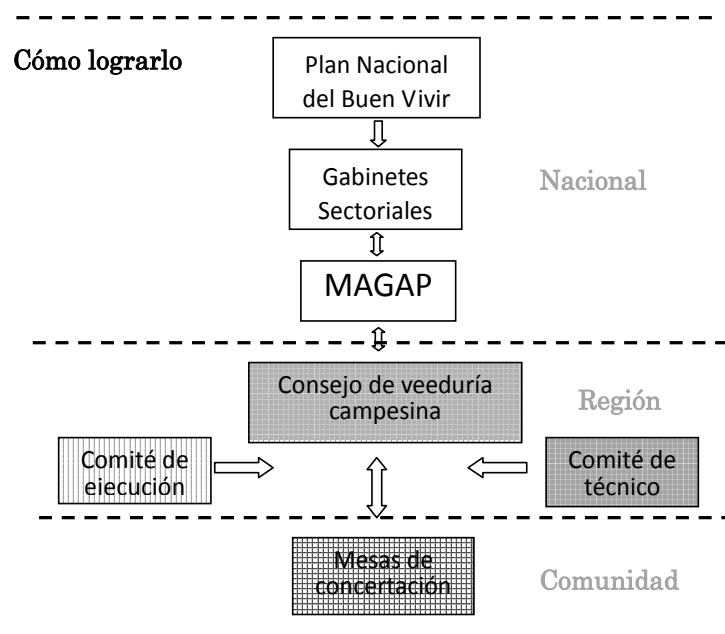 Cómo lograrlo
Plan Nacional
del Buen Vivir
Gabinetes
Sectoriales
Nacional
MAGAP
Consejo de veeduría
campesina
Región
Comité de
ejecución
Comité de
técnico
Mesas de
concertación
Comunidad